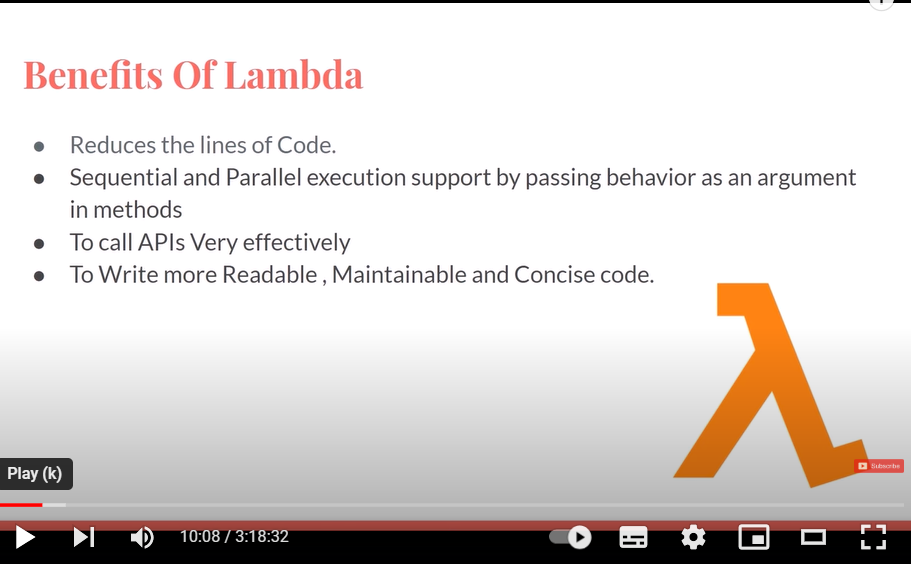 Benefits Of Lambda
● Reduces the lines of Code.
● Sequential and Parallel execution support by passing behavior as an argument
in methods
● To call APIs Very effectively
● To Write more Readable , Maintainable and Concise code.
λ
Subscribe
Play (k)
10:08 / 3:18:32